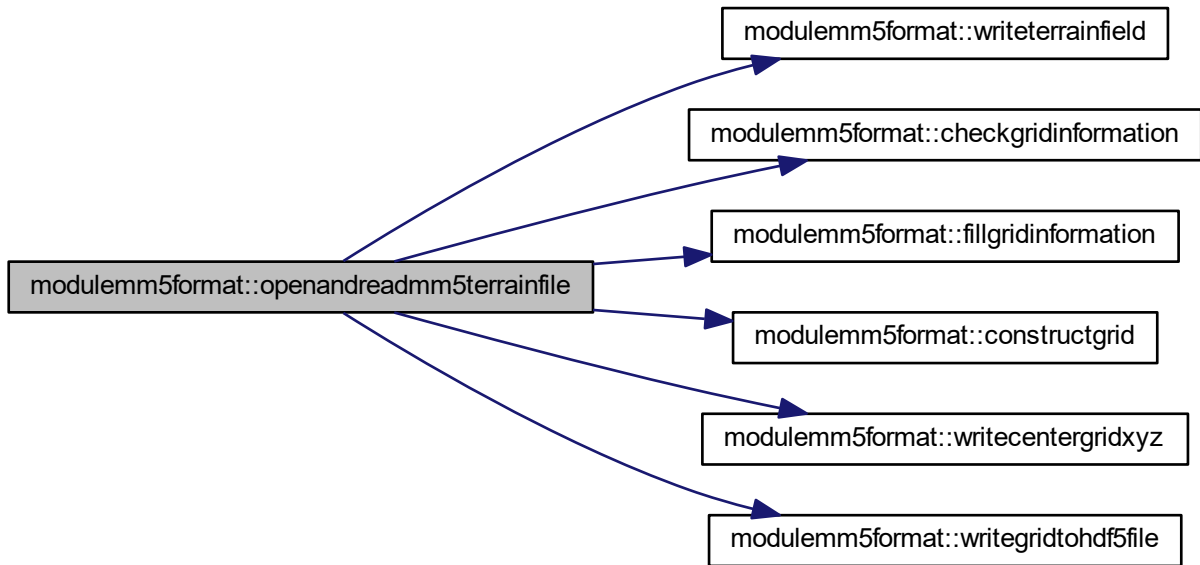 modulemm5format::writeterrainfield
modulemm5format::checkgridinformation
modulemm5format::fillgridinformation
modulemm5format::openandreadmm5terrainfile
modulemm5format::constructgrid
modulemm5format::writecentergridxyz
modulemm5format::writegridtohdf5file